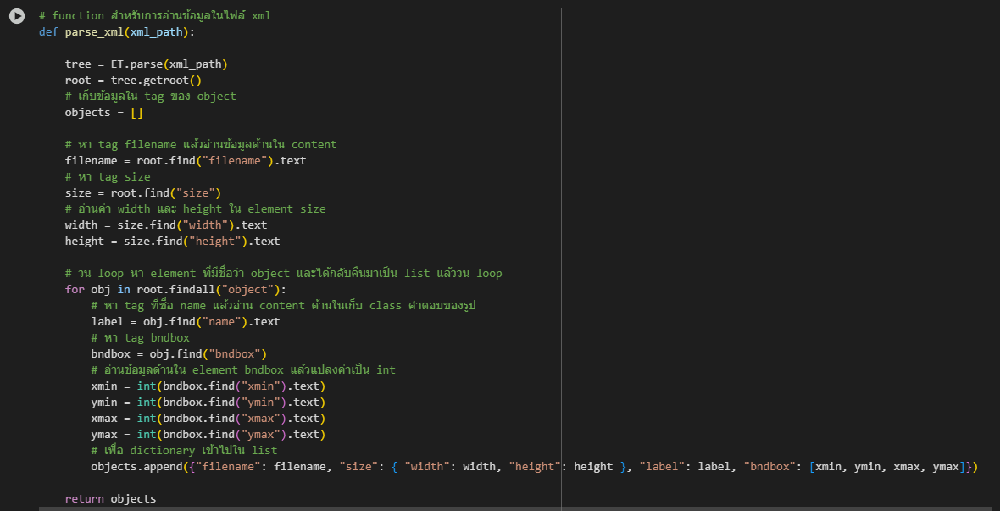 # function สำหรับการอ่านข้อมูลในไฟล์ xml
def parse_xml(xml_path):
tree = ET.parse(xml_path)
root = tree.getroot()
# เก็บข้อมูลใน tag ของ object
objects = []
# หา tag filename แล้วอ่านข้อมูลด้านใน content
filename = root.find("filename").text
# หา tag size
size = root.find("size")
# อ่านค่า width และ height ใน element size
width = size.find("width").text
height = size.find("height").text
# วน loop หา element ที่มีชื่อว่า object และได้กลับคืนมาเป็น list แล้ววน loop
for obj in root.findall("object"):
# หา tag ที่ชื่อ name แล้วอ่าน content ด้านในเก็บ class คำตอบของรูป
label = obj.find("name").text
# หา tag bndbox
bndbox = obj.find("bndbox")
# อ่านข้อมูลด้านใน element bndbox แล้วแปลงค่าเป็น int
xmin = int(bndbox.find("xmin").text)
ymin = int(bndbox.find("ymin").text)
xmax = int(bndbox.find("xmax").text)
ymax = int(bndbox.find("ymax").text)
# เพื่อ dictionary เข้าไปใน list
objects.append({"filename": filename, "size": { "width": width, "height": height }, "label": label, "bndbox": [xmin, ymin, xmax, ymax]})
return objects